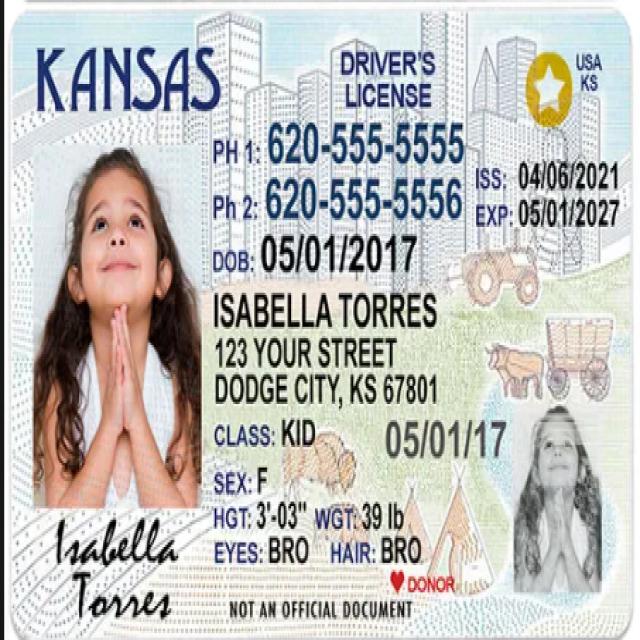 KANSAS
DRIVER'S
LICENSE
USA
KS
PH 1: 620-555-5555
Ph 2: 620-555-5556
ISS: 04/06/2021
EXP: 05/01/2027
DOB: 05/01/2017
ISABELLA TORRES
123 YOUR STREET
DODGE CITY, KS 67801
CLASS: KID
05/01/17
SEX: F
HGT: 3'-03" WGT: 39 lb
EYES: BRO HAIR: BRO
DONOR
Isabella
Torres
NOT AN OFFICIAL DOCUMENT